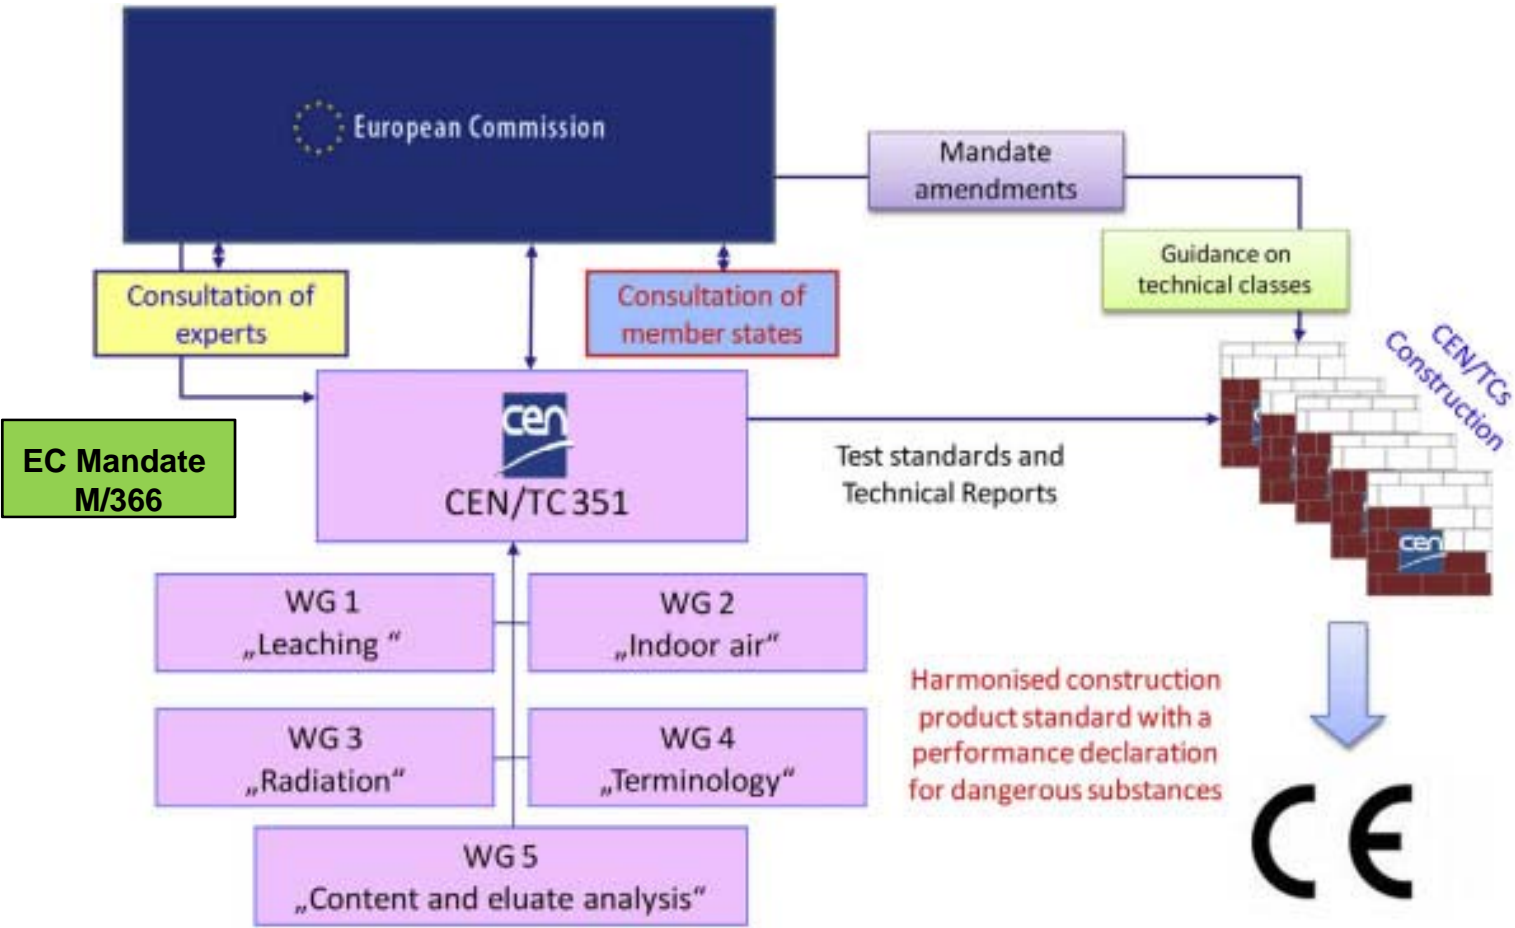 European Commission
Mandate
amendments
Guidance on
technical classes
Consultation of
experts
Consultation of
member states
CEN/TCs
Construction
EC Mandate
M/366
cen
CEN/TC 351
Test standards and
Technical Reports
cen
WG 1
„Leaching “
WG 2
„Indoor air“
WG 3
„Radiation“
WG 4
„Terminology“
WG 5
„Content and eluate analysis“
Harmonised construction
product standard with a
performance declaration
for dangerous substances
CE